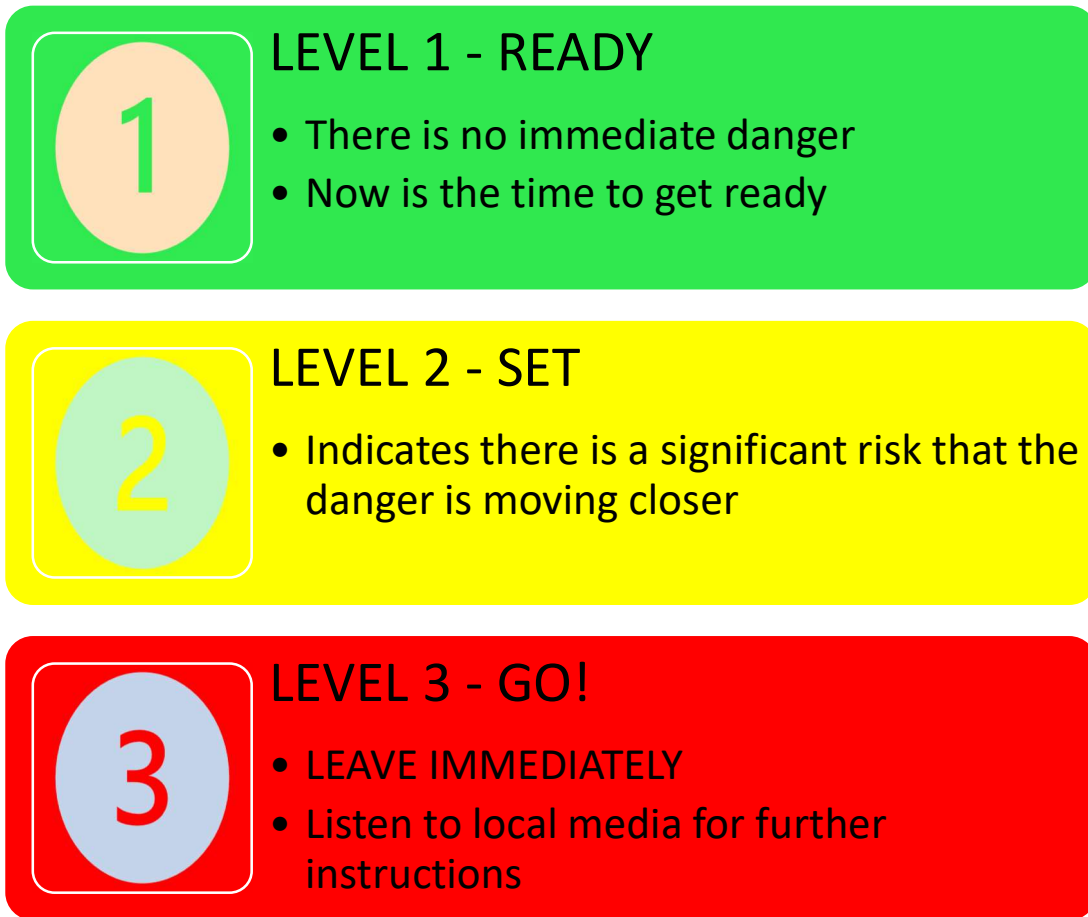 1
LEVEL 1 - READY
• There is no immediate danger
• Now is the time to get ready
2
LEVEL 2 - SET
• Indicates there is a significant risk that the
danger is moving closer
3
LEVEL 3 - GO!
• LEAVE IMMEDIATELY
• Listen to local media for further
instructions